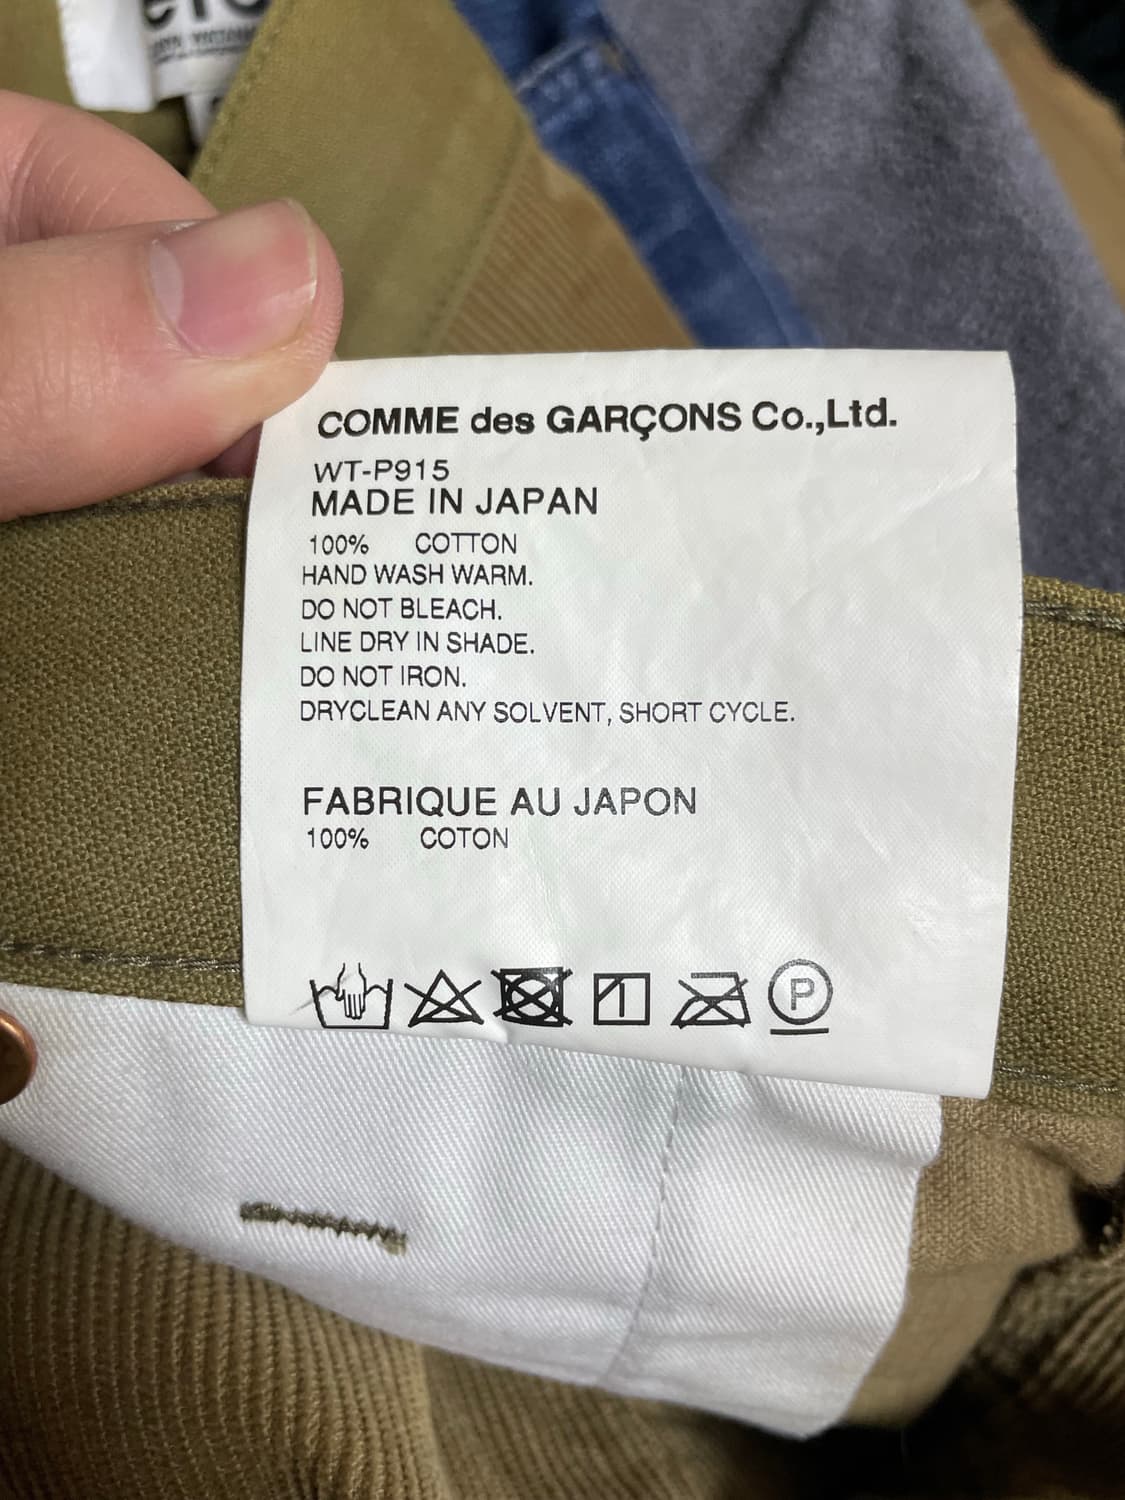 COMME des GARÇONS Co.,Ltd.
WT-P915
MADE IN JAPAN
100% COTTON
HAND WASH WARM.
DO NOT BLEACH.
LINE DRY IN SHADE.
DO NOT IRON.
DRYCLEAN ANY SOLVENT, SHORT CYCLE.
FABRIQUE AU JAPON
100% COTON
P